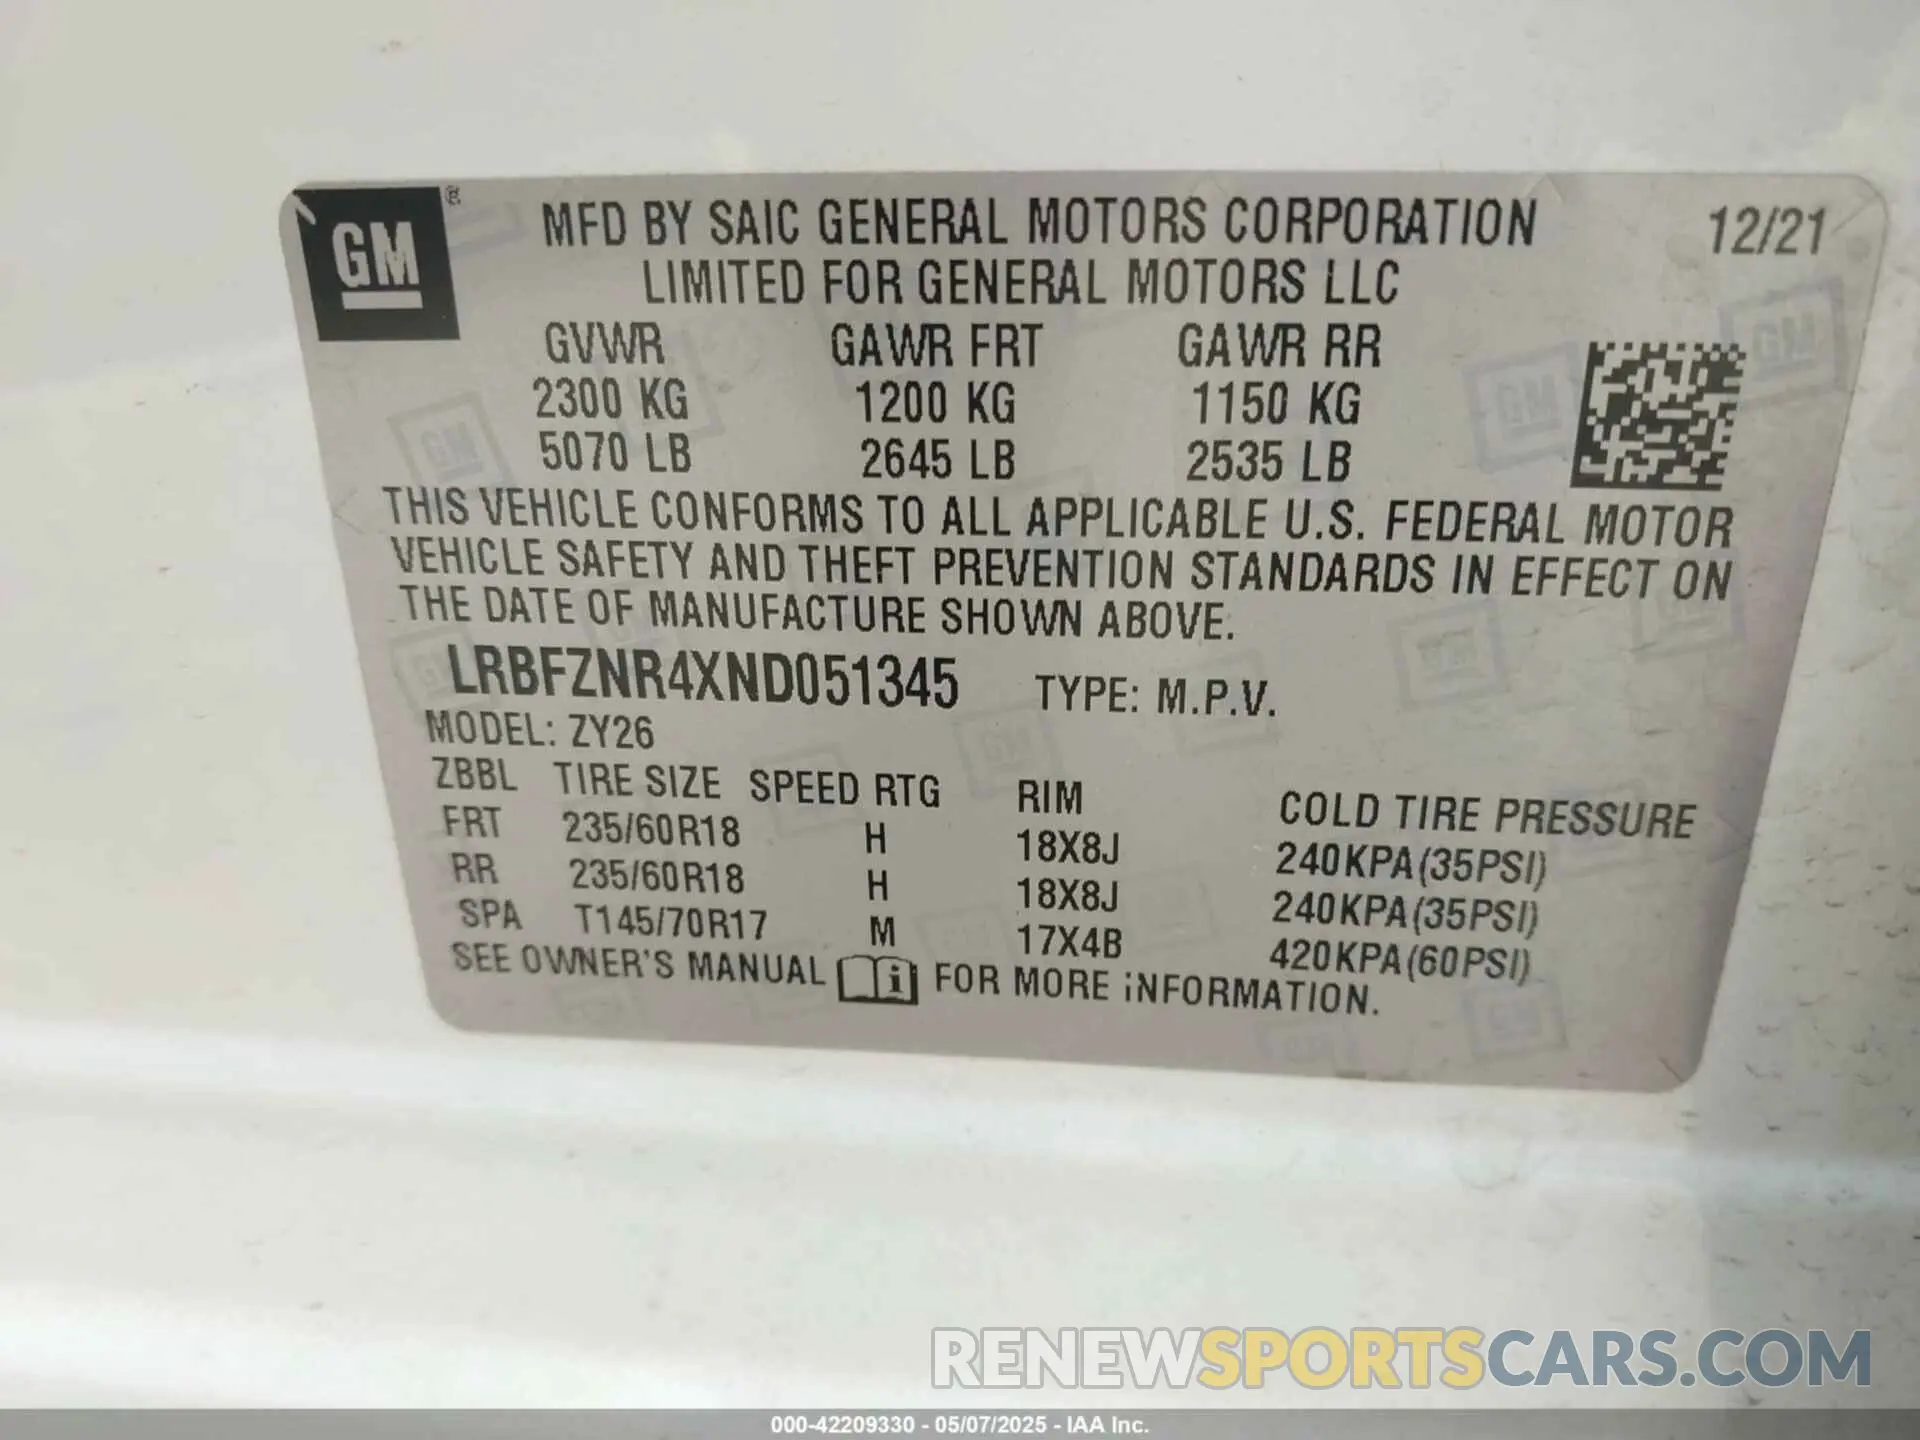 GM ®
MFD BY SAIC GENERAL MOTORS CORPORATION 12/21
LIMITED FOR GENERAL MOTORS LLC
GVWR GAWR FRT GAWR RR
2300 KG 1200 KG 1150 KG
5070 LB 2645 LB 2535 LB
THIS VEHICLE CONFORMS TO ALL APPLICABLE U.S. FEDERAL MOTOR
VEHICLE SAFETY AND THEFT PREVENTION STANDARDS IN EFFECT ON
THE DATE OF MANUFACTURE SHOWN ABOVE.
LRBFZNR4XND051345 TYPE: M.P.V.
MODEL: ZY26
ZBBL TIRE SIZE SPEED RTG RIM COLD TIRE PRESSURE
FRT 235/60R18 H 18X8J 240KPA(35PSI)
RR 235/60R18 H 18X8J 240KPA(35PSI)
SPA T145/70R17 M 17X4B 420KPA(60PSI)
SEE OWNER'S MANUAL i FOR MORE iNFORMATION.
RENEWSPORTSCARS.COM
000-42209330 - 05/07/2025 - IAA Inc.